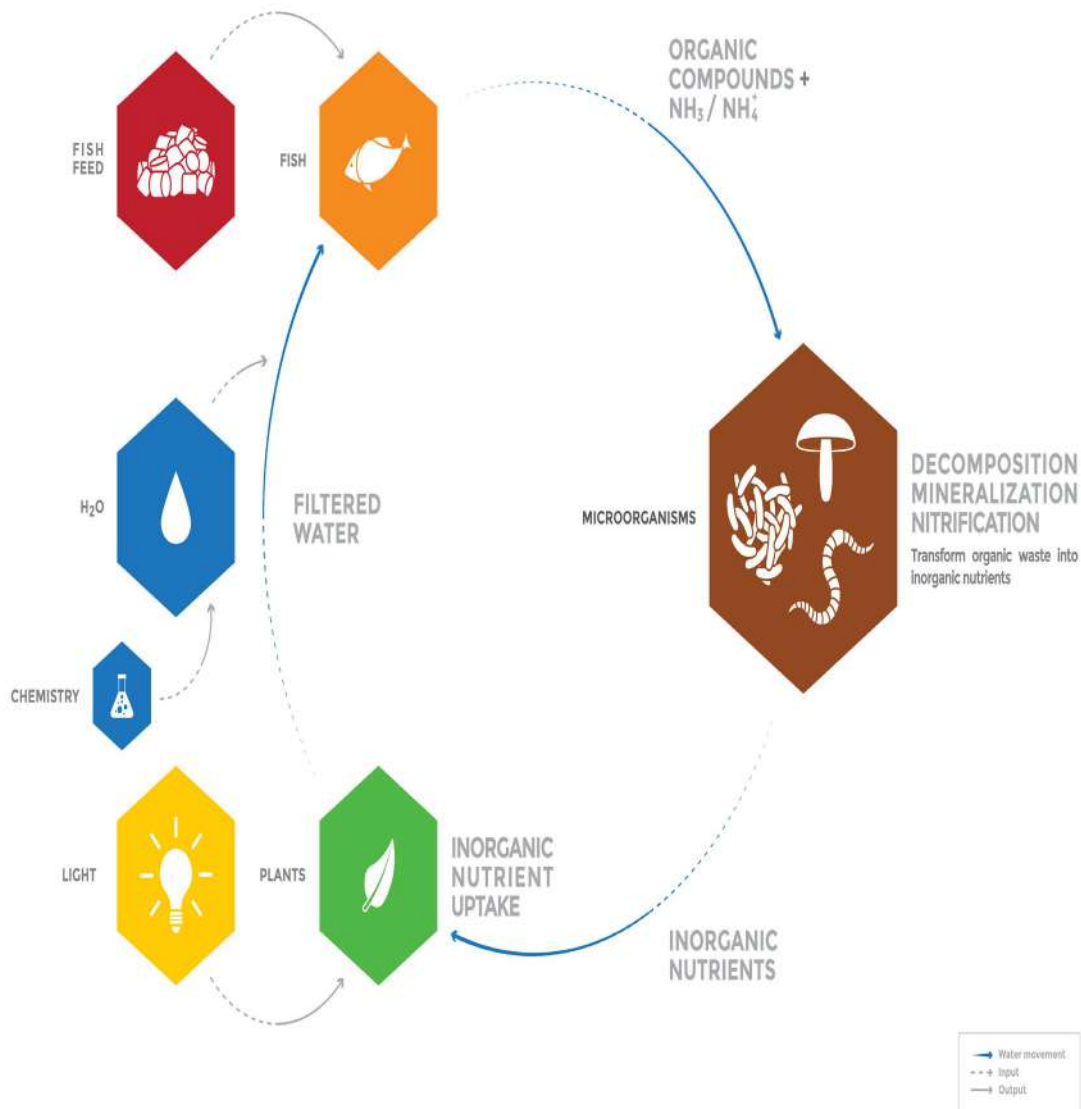 ORGANIC
COMPOUNDS +
NH₃ / NH₄⁺
FISH
FEED
FISH
H₂O
FILTERED
WATER
MICROORGANISMS
DECOMPOSITION
MINERALIZATION
NITRIFICATION
Transform organic waste into
inorganic nutrients
CHEMISTRY
LIGHT
PLANTS
INORGANIC
NUTRIENT
UPTAKE
INORGANIC
NUTRIENTS
Water movement
Input
Output